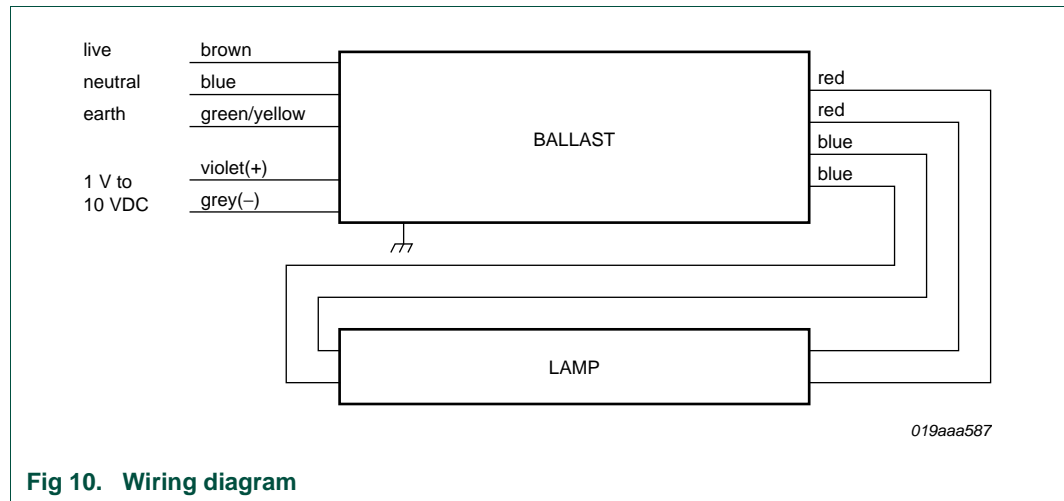 live brown
neutral blue
earth green/yellow
violet(+)
1 V to
10 VDC
grey(–)
BALLAST
red
red
blue
blue
LAMP
019aaa587
Fig 10. Wiring diagram